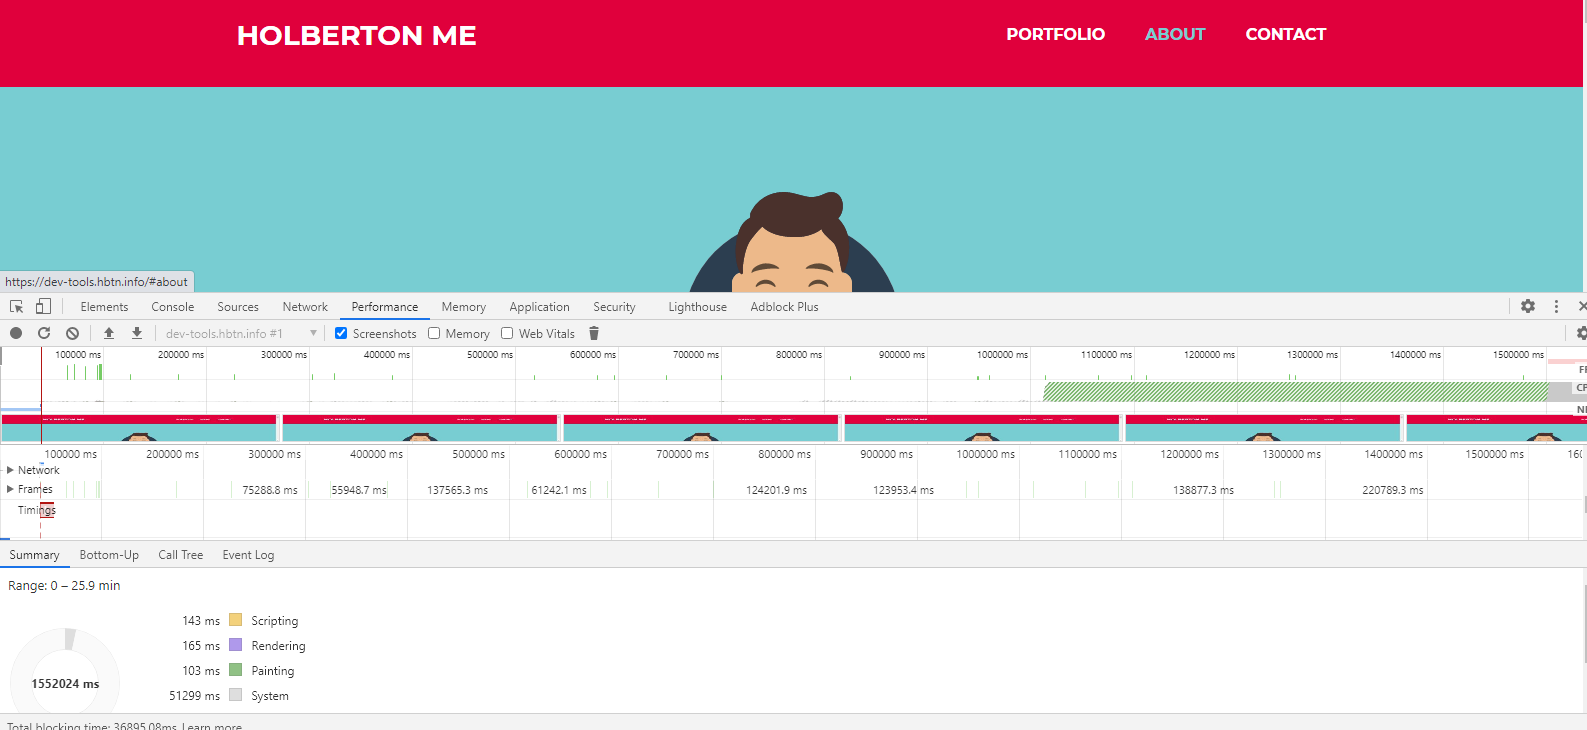 HOLBERTON ME PORTFOLIO ABOUT CONTACT
https://dev-tools.hbtn.info/#about
Elements Console Sources Network Performance Memory Application Security Lighthouse Adblock Plus
dev-tools.hbtn.info #1 Screenshots Memory Web Vitals
100000 ms 200000 ms 300000 ms 400000 ms 500000 ms 600000 ms 700000 ms 800000 ms 900000 ms 1000000 ms 1100000 ms 1200000 ms 1300000 ms 1400000 ms 1500000 ms
100000 ms 200000 ms 300000 ms 400000 ms 500000 ms 600000 ms 700000 ms 800000 ms 900000 ms 1000000 ms 1100000 ms 1200000 ms 1300000 ms 1400000 ms 1500000 ms
Network
Frames 75288.8 ms 55948.7 ms 137565.3 ms 61242.1 ms 124201.9 ms 123953.4 ms 138877.3 ms 220789.3 ms
Timings
Summary Bottom-Up Call Tree Event Log
Range: 0 – 25.9 min
143 ms Scripting
165 ms Rendering
103 ms Painting
1552024 ms
51299 ms System
Total blocking time: 36895.08ms Learn more